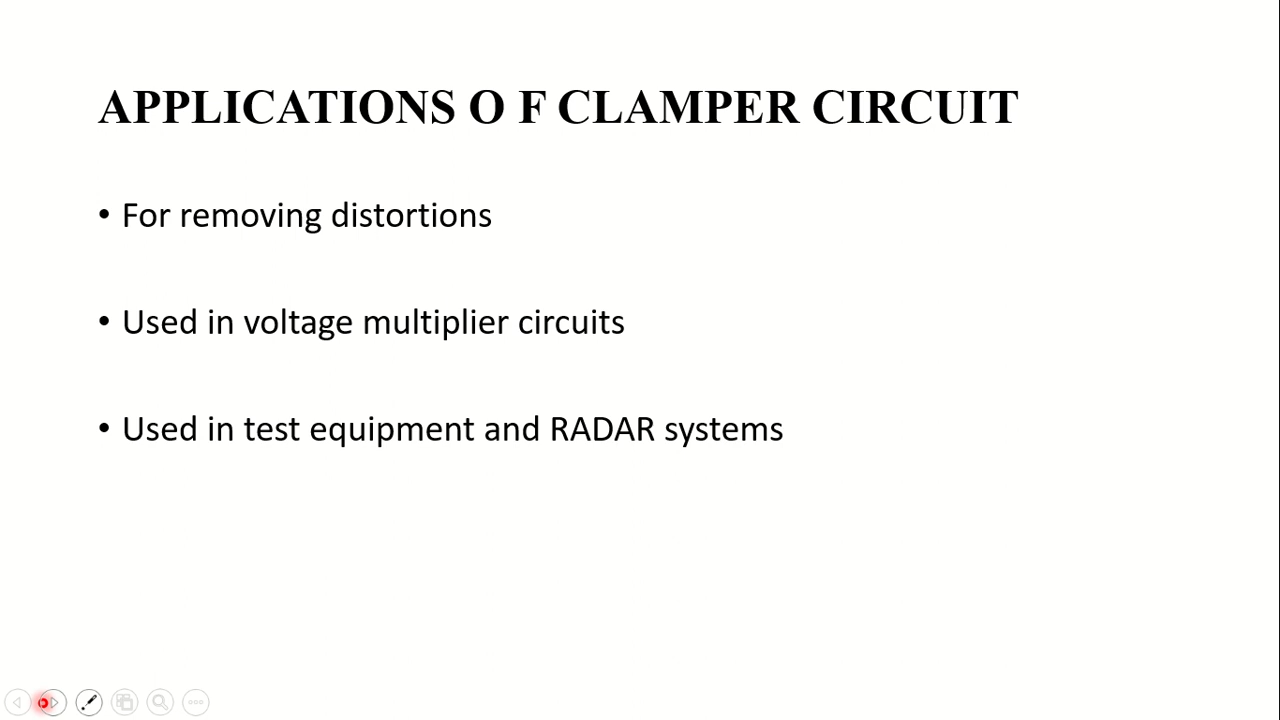 APPLICATIONS O F CLAMPER CIRCUIT
• For removing distortions
• Used in voltage multiplier circuits
• Used in test equipment and RADAR systems